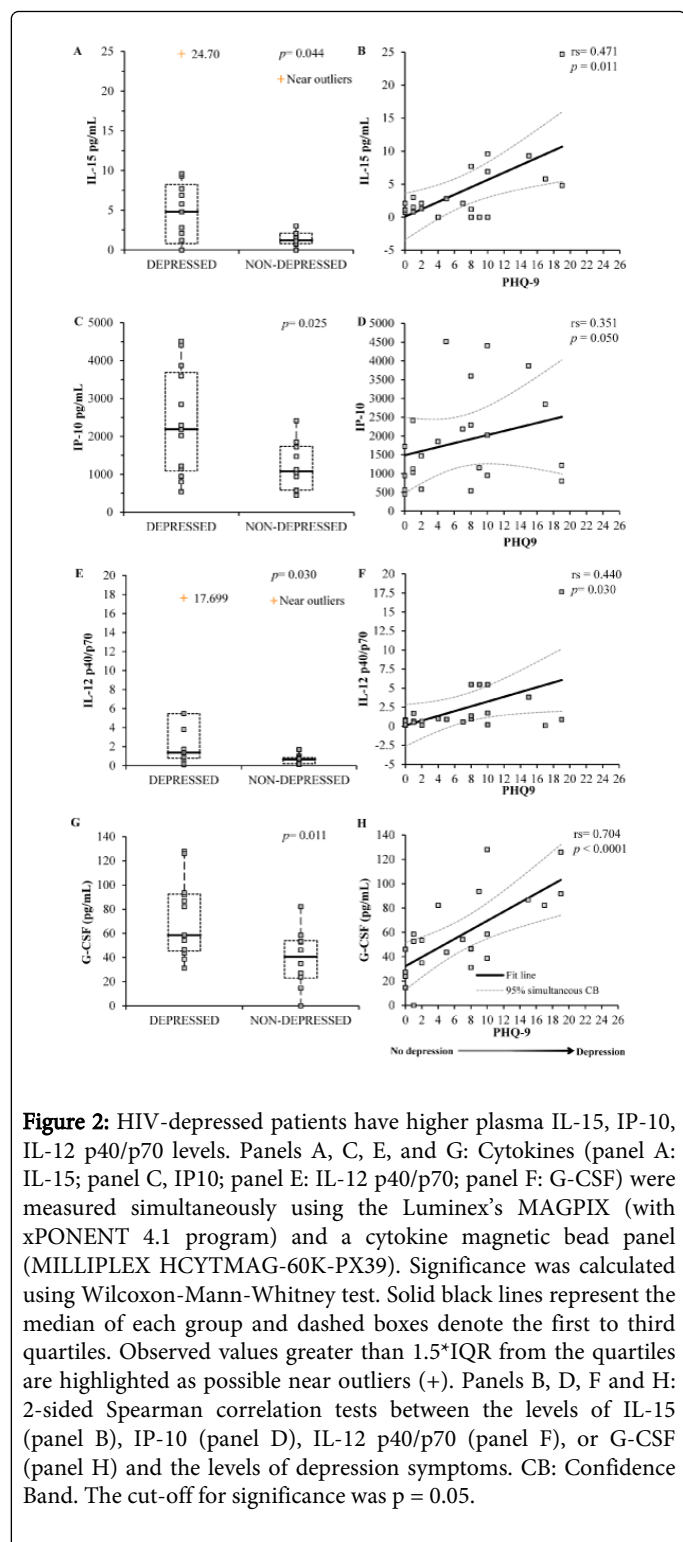 A
24.70
p= 0.044
Near outliers
25
20
15
10
5
0
IL-15 pg/mL
DEPRESSED
NON-DEPRESSED
B
rs= 0.471
p = 0.011
25
20
15
10
5
0
-5
IL-15 pg/mL
0 2 4 6 8 10 12 14 16 18 20 22 24 26
PHQ-9
C
p= 0.025
5000
4000
3000
2000
1000
0
IP-10 pg/mL
DEPRESSED
NON-DEPRESSED
D
rs= 0.351
p = 0.050
5000
4500
4000
3500
3000
2500
2000
1500
1000
500
0
IP-10
0 2 4 6 8 10 12 14 16 18 20 22 24 26
PHQ9
E
17.699
p= 0.030
Near outliers
20
18
16
14
12
10
8
6
4
2
0
IL-12 p40/p70
DEPRESSED
NON-DEPRESSED
F
rs = 0.440
p= 0.030
20
17.5
15
12.5
10
7.5
5
2.5
0
-2.5
-5
IL-12 p40/p70
0 2 4 6 8 10 12 14 16 18 20 22 24 26
PHQ9
G
p= 0.011
140
120
100
80
60
40
20
0
G-CSF (pg/mL)
DEPRESSED
NON-DEPRESSED
H
rs= 0.704
p < 0.0001
140
120
100
80
60
40
20
0
G-CSF (pg/mL)
Fit line
95% simultaneous CB
0 2 4 6 8 10 12 14 16 18 20 22 24 26
PHQ-9
No depression
Depression
Figure 2: HIV-depressed patients have higher plasma IL-15, IP-10,
IL-12 p40/p70 levels. Panels A, C, E, and G: Cytokines (panel A:
IL-15; panel C, IP10; panel E: IL-12 p40/p70; panel F: G-CSF) were
measured simultaneously using the Luminex's MAGPIX (with
xPONENT 4.1 program) and a cytokine magnetic bead panel
(MILLIPLEX HCYTMAG-60K-PX39). Significance was calculated
using Wilcoxon-Mann-Whitney test. Solid black lines represent the
median of each group and dashed boxes denote the first to third
quartiles. Observed values greater than 1.5*IQR from the quartiles
are highlighted as possible near outliers (+). Panels B, D, F and H:
2-sided Spearman correlation tests between the levels of IL-15
(panel B), IP-10 (panel D), IL-12 p40/p70 (panel F), or G-CSF
(panel H) and the levels of depression symptoms. CB: Confidence
Band. The cut-off for significance was p = 0.05.